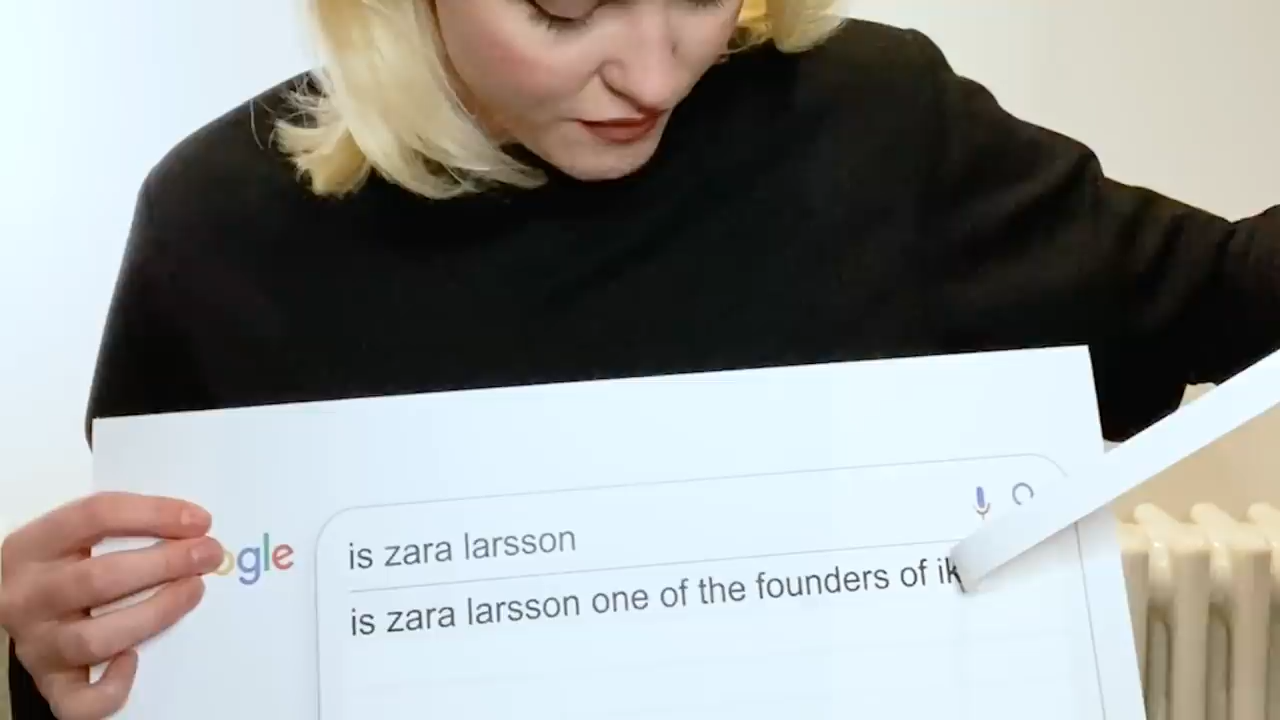 ogle
is zara larsson
is zara larsson one of the founders of ik